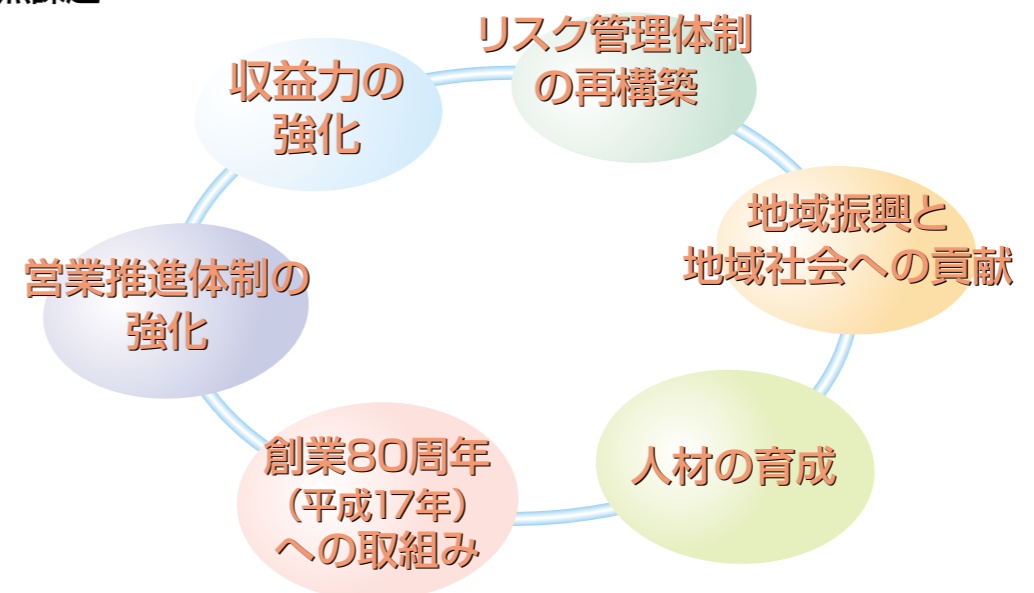 課題
収益力の
強化
リスク管理体制
の再構築
地域振興と
地域社会への貢献
人材の育成
創業80周年
（平成17年）
への取組み
営業推進体制の
強化